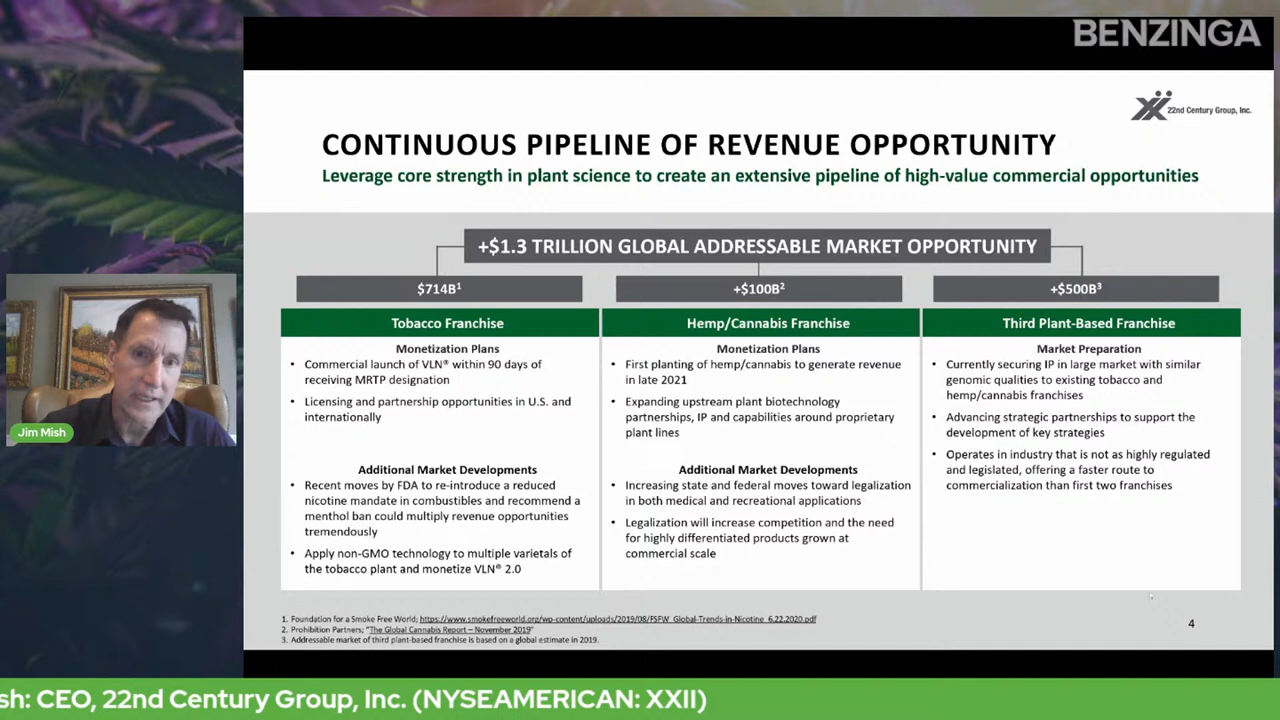 BENZINGA
22nd Century Group, Inc.
CONTINUOUS PIPELINE OF REVENUE OPPORTUNITY
Leverage core strength in plant science to create an extensive pipeline of high-value commercial opportunities
+$1.3 TRILLION GLOBAL ADDRESSABLE MARKET OPPORTUNITY
$714B¹
+$100B²
+$500B³
Tobacco Franchise
Hemp/Cannabis Franchise
Third Plant-Based Franchise
Monetization Plans
• Commercial launch of VLN® within 90 days of
receiving MRTP designation
• Licensing and partnership opportunities in U.S. and
internationally
Additional Market Developments
• Recent moves by FDA to re-introduce a reduced
nicotine mandate in combustibles and recommend a
menthol ban could multiply revenue opportunities
tremendously
• Apply non-GMO technology to multiple varietals of
the tobacco plant and monetize VLN® 2.0
Monetization Plans
• First planting of hemp/cannabis to generate revenue
in late 2021
• Expanding upstream plant biotechnology
partnerships, IP and capabilities around proprietary
plant lines
Additional Market Developments
• Increasing state and federal moves toward legalization
in both medical and recreational applications
• Legalization will increase competition and the need
for highly differentiated products grown at
commercial scale
Market Preparation
• Currently securing IP in large market with similar
genomic qualities to existing tobacco and
hemp/cannabis franchises
• Advancing strategic partnerships to support the
development of key strategies
• Operates in industry that is not as highly regulated
and legislated, offering a faster route to
commercialization than first two franchises
1. Foundation for a Smoke Free World; https://www.smokefreeworld.org/wp-content/uploads/2019/08/FSFW_Global-Trends-in-Nicotine_6.22.2020.pdf
2. Prohibition Partners; "The Global Cannabis Report – November 2019"
3. Addressable market of third plant-based franchise is based on a global estimate in 2019.
4
Jim Mish
sh: CEO, 22nd Century Group, Inc. (NYSEAMERICAN: XXII)